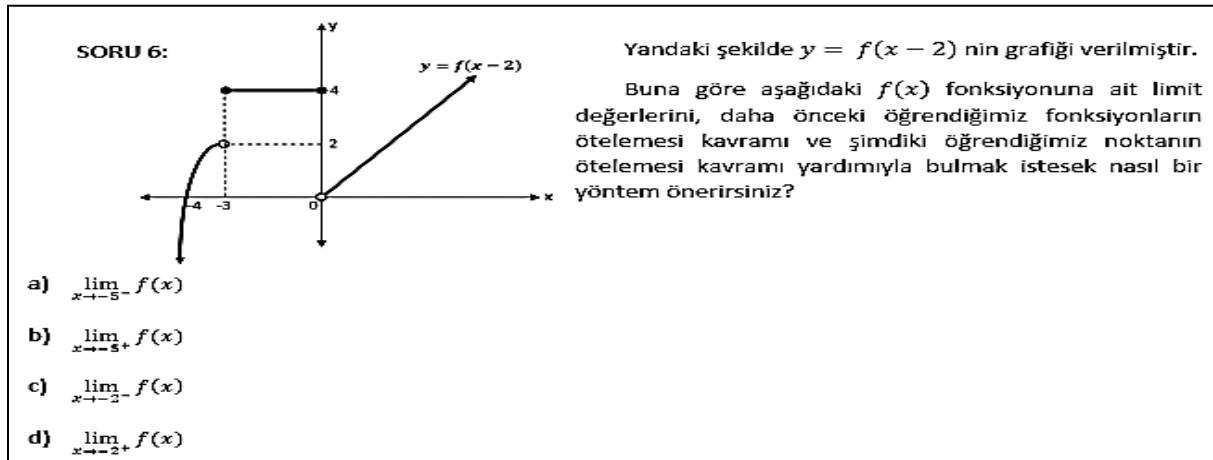 SORU 6:
y
y = f(x − 2)
4
2
-4 -3 0
x
Yandaki şekilde y = f(x − 2) nin grafiği verilmiştir.
Buna göre aşağıdaki f(x) fonksiyonuna ait limit
değerlerini, daha önceki öğrendiğimiz fonksiyonların
ötelemesi kavramı ve şimdiki öğrendiğimiz noktanın
ötelemesi kavramı yardımıyla bulmak istesek nasıl bir
yöntem önerirsiniz?
a) lim x→−5⁻ f(x)
b) lim x→−5⁺ f(x)
c) lim x→−2⁻ f(x)
d) lim x→−2⁺ f(x)